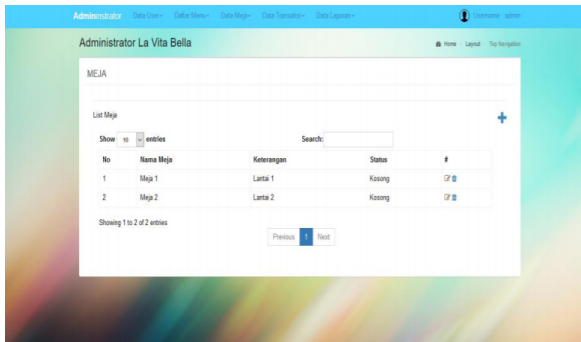 Administrator Data User Daftar Menu Data Meja Data Transaksi Data Laporan Username : admin
Administrator La Vita Bella
Home Layout Top Navigation
MEJA
List Meja
Show 10 entries Search:
No Nama Meja Keterangan Status #
1 Meja 1 Lantai 1 Kosong
2 Meja 2 Lantai 2 Kosong
Showing 1 to 2 of 2 entries
Previous 1 Next